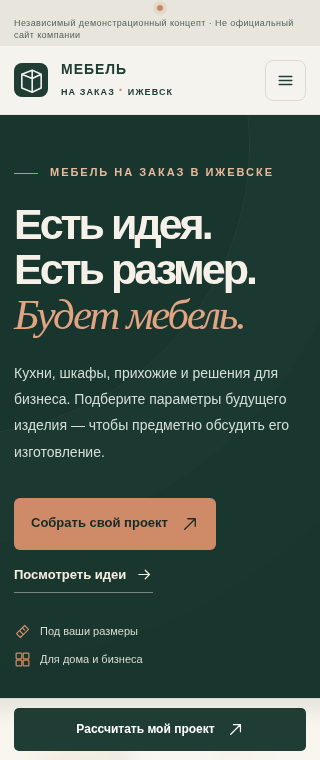 Независимый демонстрационный концепт · Не официальный
сайт компании
МЕБЕЛЬ
НА ЗАКАЗ • ИЖЕВСК
МЕБЕЛЬ НА ЗАКАЗ В ИЖЕВСКЕ
Есть идея.
Есть размер.
Будет мебель.
Кухни, шкафы, прихожие и решения для
бизнеса. Подберите параметры будущего
изделия — чтобы предметно обсудить его
изготовление.
Собрать свой проект
Посмотреть идеи
Под ваши размеры
Для дома и бизнеса
Рассчитать мой проект